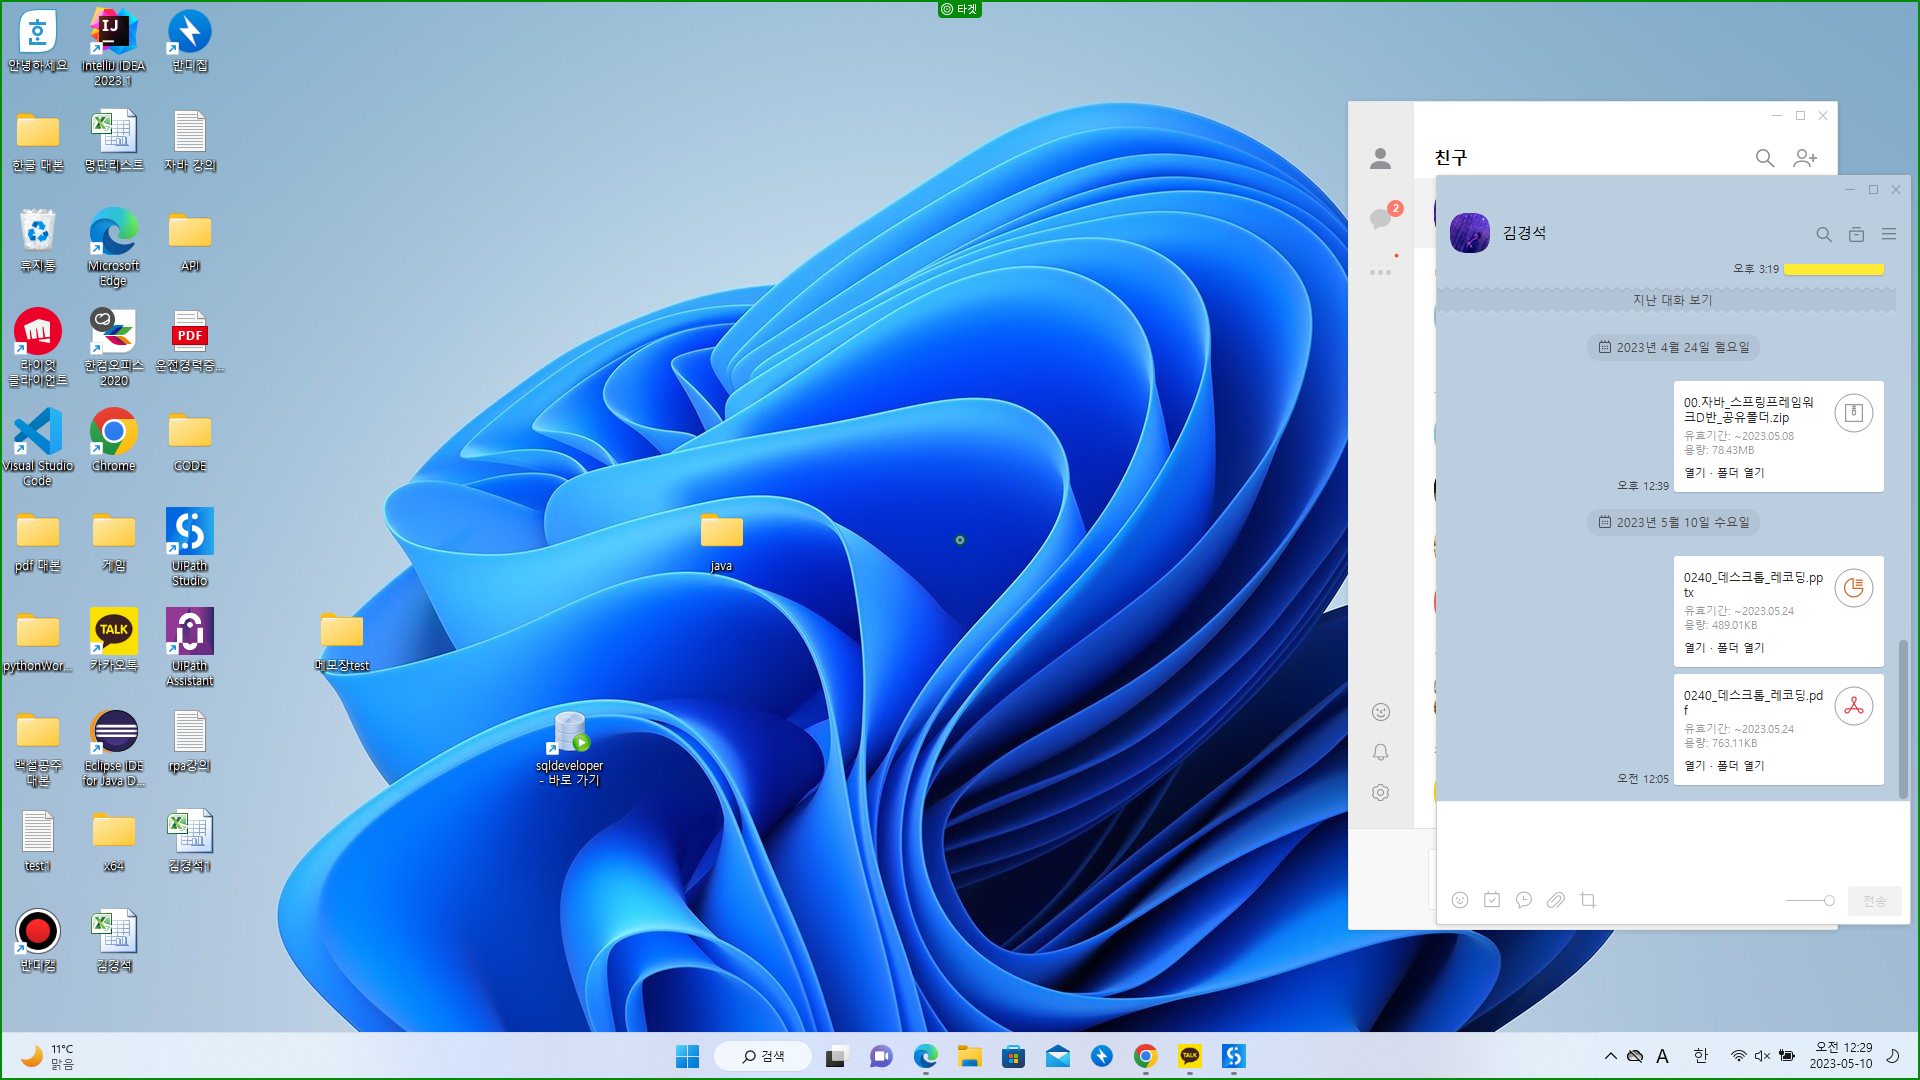 타겟
안녕하세요
IntelliJ IDEA
2023.1
반디집
한글 대본
명단리스트
자바 강의
휴지통
Microsoft
Edge
API
라이엇
클라이언트
한컴오피스
2020
PDF
운전경력증...
Visual Studio
Code
Chrome
CODE
pdf 대본
게임
UiPath
Studio
pythonWor...
TALK
카카오톡
UiPath
Assistant
백설공주
대본
Eclipse IDE
for Java D...
rpa강의
test1
x64
김경석1
반디캠
김경석
java
메모장test
sqldeveloper
- 바로 가기
친구
2
김경석
오후 3:19
지난 대화 보기
2023년 4월 24일 월요일
00.자바_스프링프레임워
크D반_공유폴더.zip
유효기간: ~2023.05.08
용량: 78.43MB
열기 · 폴더 열기
오후 12:39
2023년 5월 10일 수요일
0240_데스크톱_레코딩.pp
tx
유효기간: ~2023.05.24
용량: 489.01KB
열기 · 폴더 열기
0240_데스크톱_레코딩.pd
f
유효기간: ~2023.05.24
용량: 763.11KB
열기 · 폴더 열기
오전 12:05
전송
11°C
맑음
검색
TALK
A
한
오전 12:29
2023-05-10